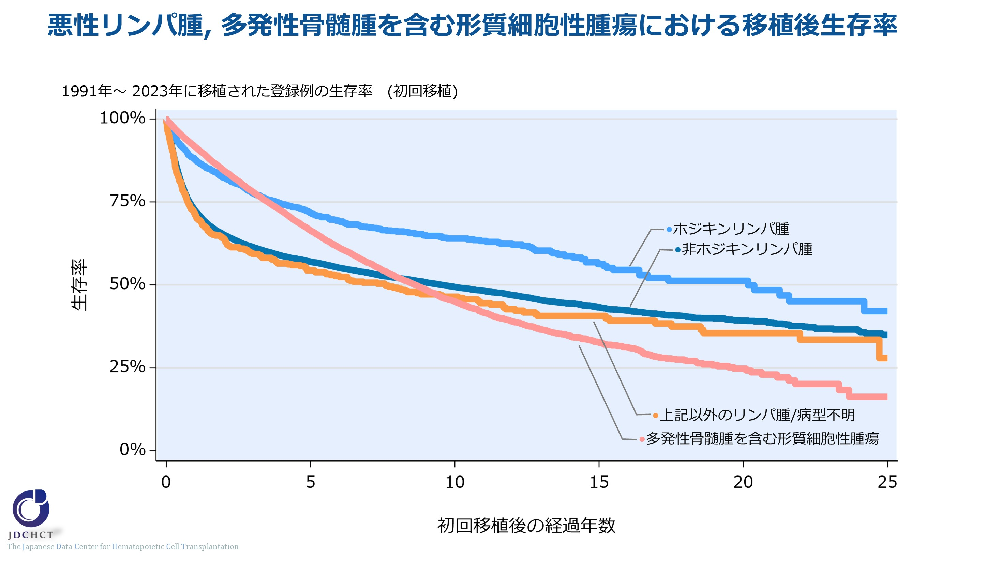 悪性リンパ腫, 多発性骨髄腫を含む形質細胞性腫瘍における移植後生存率
1991年～ 2023年に移植された登録例の生存率　(初回移植)
100%
75%
50%
25%
0%
生存率
ホジキンリンパ腫
非ホジキンリンパ腫
上記以外のリンパ腫/病型不明
多発性骨髄腫を含む形質細胞性腫瘍
0 5 10 15 20 25
初回移植後の経過年数
JDCHCT
The Japanese Data Center for Hematopoietic Cell Transplantation